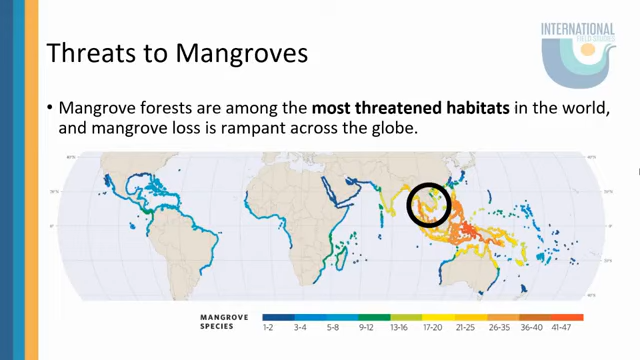 INTERNATIONAL
FIELD STUDIES
Threats to Mangroves
• Mangrove forests are among the most threatened habitats in the world,
and mangrove loss is rampant across the globe.
MANGROVE
SPECIES
1-2 3-4 5-8 9-12 13-16 17-20 21-25 26-35 36-40 41-47